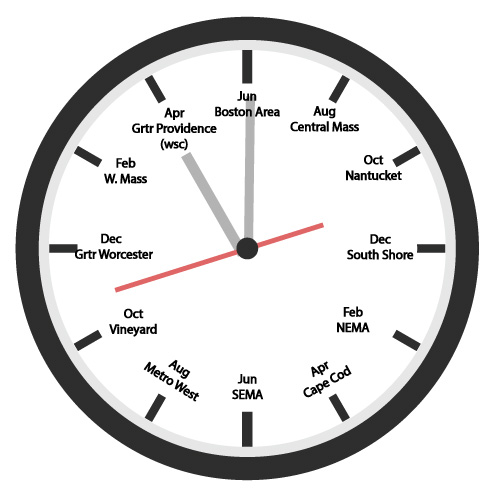 Jun
Boston Area
Aug
Central Mass
Oct
Nantucket
Dec
South Shore
Feb
NEMA
Apr
Cape Cod
Jun
SEMA
Aug
Metro West
Oct
Vineyard
Dec
Grtr Worcester
Feb
W. Mass
Apr
Grtr Providence
(wsc)